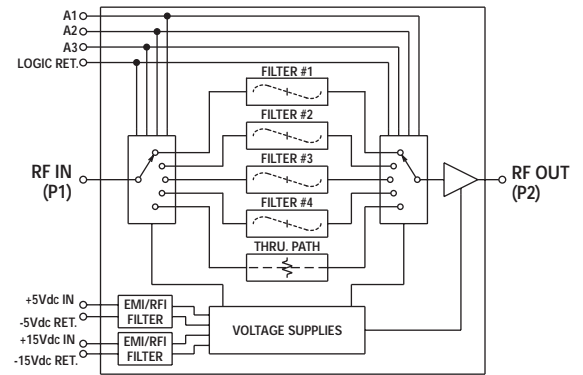 A1
A2
A3
LOGIC RET.
FILTER #1
FILTER #2
FILTER #3
FILTER #4
THRU. PATH
RF IN
(P1)
RF OUT
(P2)
+5Vdc IN
-5Vdc RET.
+15Vdc IN
-15Vdc RET.
EMI/RFI
FILTER
EMI/RFI
FILTER
VOLTAGE SUPPLIES